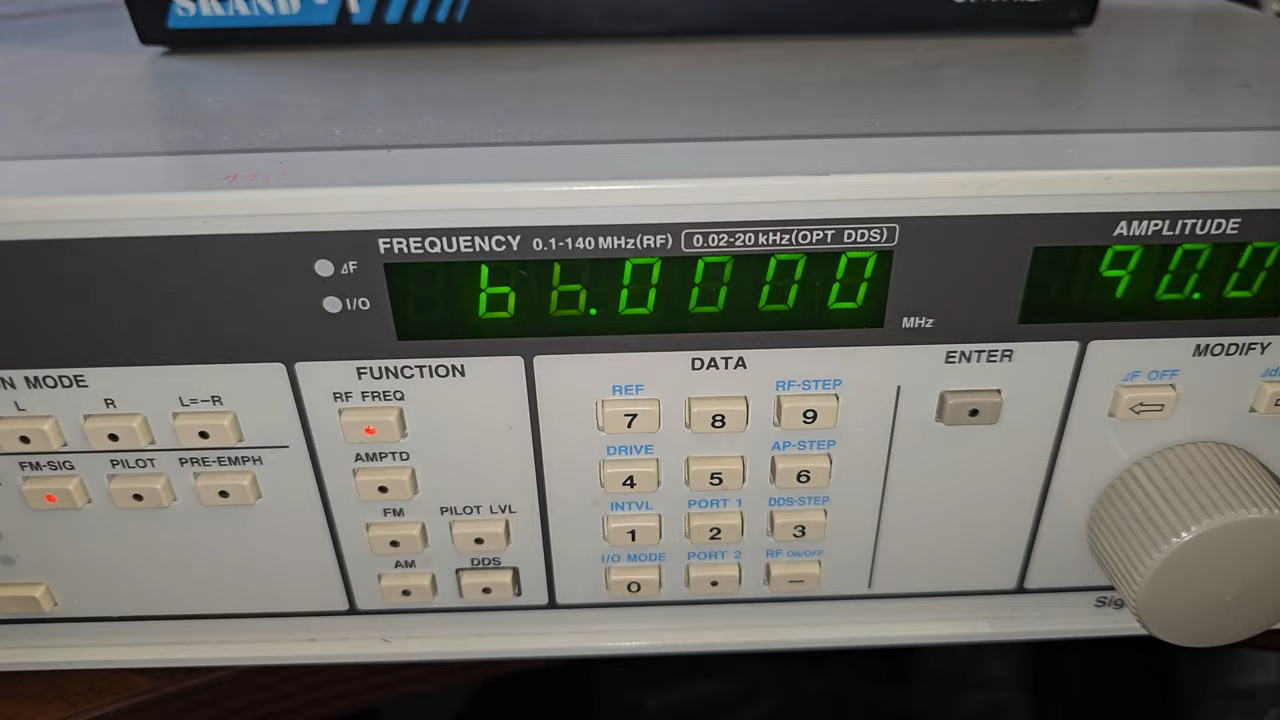 SKAND - 
FREQUENCY 0.1-140 MHz(RF) 0.02-20 kHz(OPT DDS)
AMPLITUDE
ΔF
I/O
66.0000
MHz
90.0
N MODE
L
R
L=-R
FM-SIG
PILOT
PRE-EMPH
FUNCTION
RF FREQ
AMPTD
FM
PILOT LVL
AM
DDS
DATA
REF
RF-STEP
7
8
9
DRIVE
AP-STEP
4
5
6
INTVL
PORT 1
DDS-STEP
1
2
3
I/O MODE
PORT 2
RF ON/OFF
0
•
–
ENTER
MODIFY
ΔF OFF
⇦
Sig